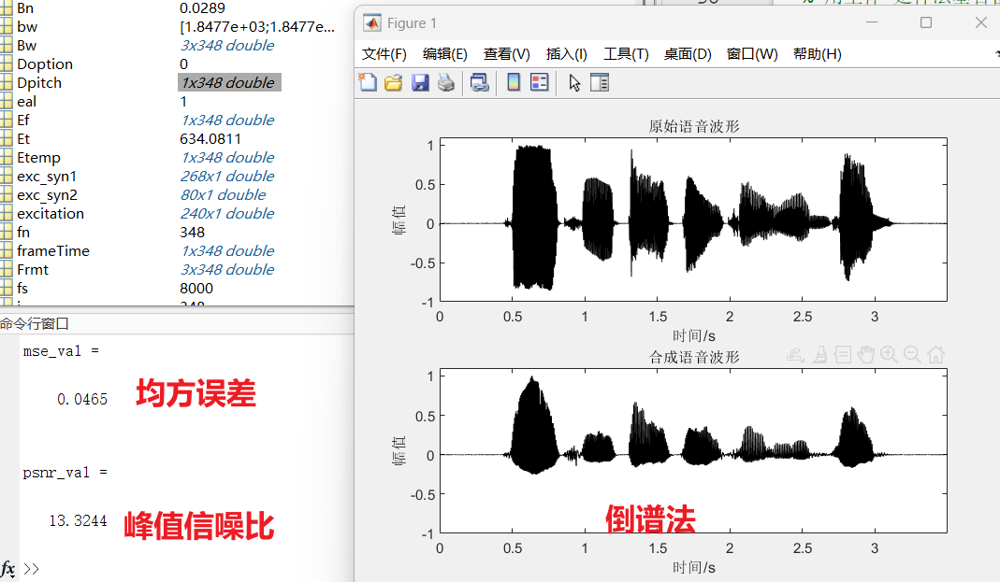 Bn 0.0289
bw [1.8477e+03;1.8477e...
Bw 3x348 double
Doption 0
Dpitch 1x348 double
eal 1
Ef 1x348 double
Et 634.0811
Etemp 1x348 double
exc_syn1 268x1 double
exc_syn2 80x1 double
excitation 240x1 double
fn 348
frameTime 1x348 double
Frmt 3x348 double
fs 8000
命令行窗口
mse_val =
0.0465
均方误差
psnr_val =
13.3244
峰值信噪比
fx >>
Figure 1
文件(F) 编辑(E) 查看(V) 插入(I) 工具(T) 桌面(D) 窗口(W) 帮助(H)
原始语音波形
1
0.5
0
-0.5
-1
幅值
0 0.5 1 1.5 2 2.5 3
时间/s
合成语音波形
1
0.5
0
-0.5
-1
幅值
倒谱法
0 0.5 1 1.5 2 2.5 3
时间/s